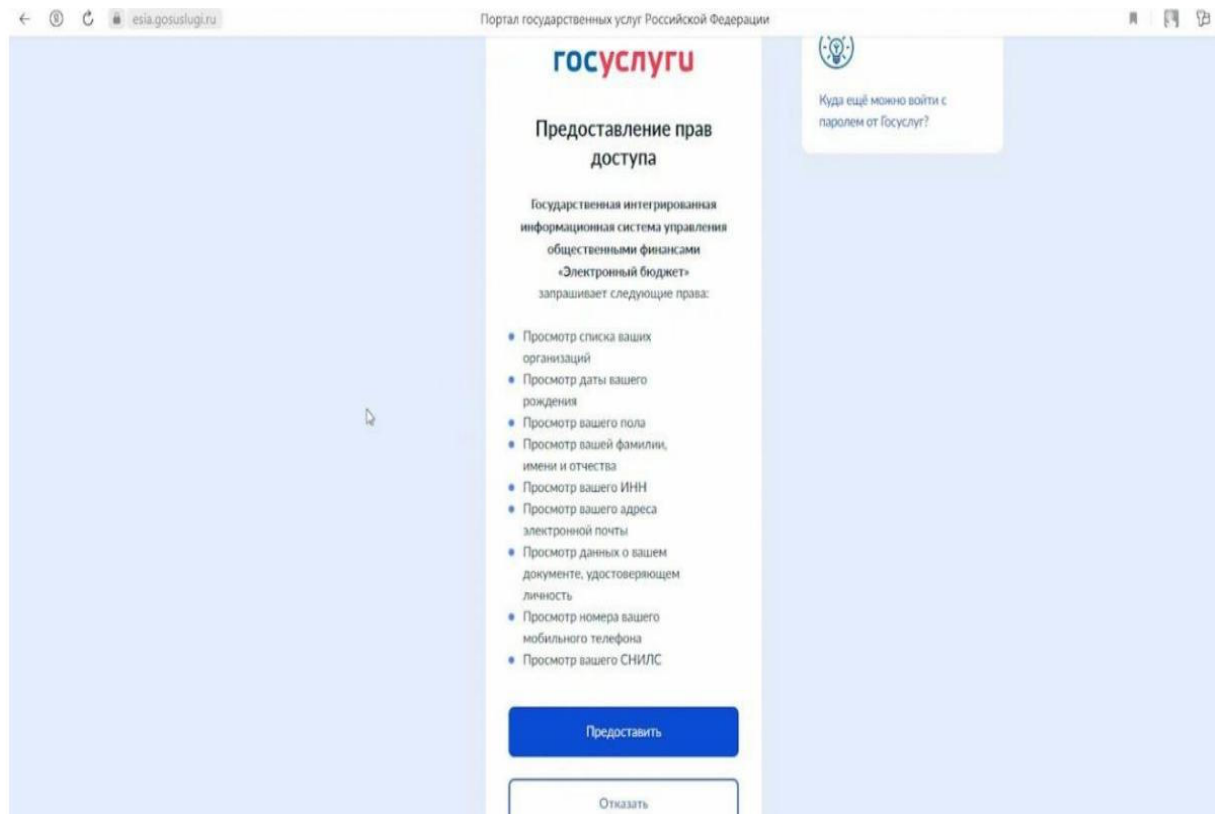 esia.gosuslugi.ru
Портал государственных услуг Российской Федерации
госуслуги
Предоставление прав
доступа
Государственная интегрированная
информационная система управления
общественными финансами
«Электронный бюджет»
запрашивает следующие права:
Просмотр списка ваших
организаций
Просмотр даты вашего
рождения
Просмотр вашего пола
Просмотр вашей фамилии,
имени и отчества
Просмотр вашего ИНН
Просмотр вашего адреса
электронной почты
Просмотр данных о вашем
документе, удостоверяющем
личность
Просмотр номера вашего
мобильного телефона
Просмотр вашего СНИЛС
Предоставить
Отказать
Куда ещё можно войти с
паролем от Госуслуг?